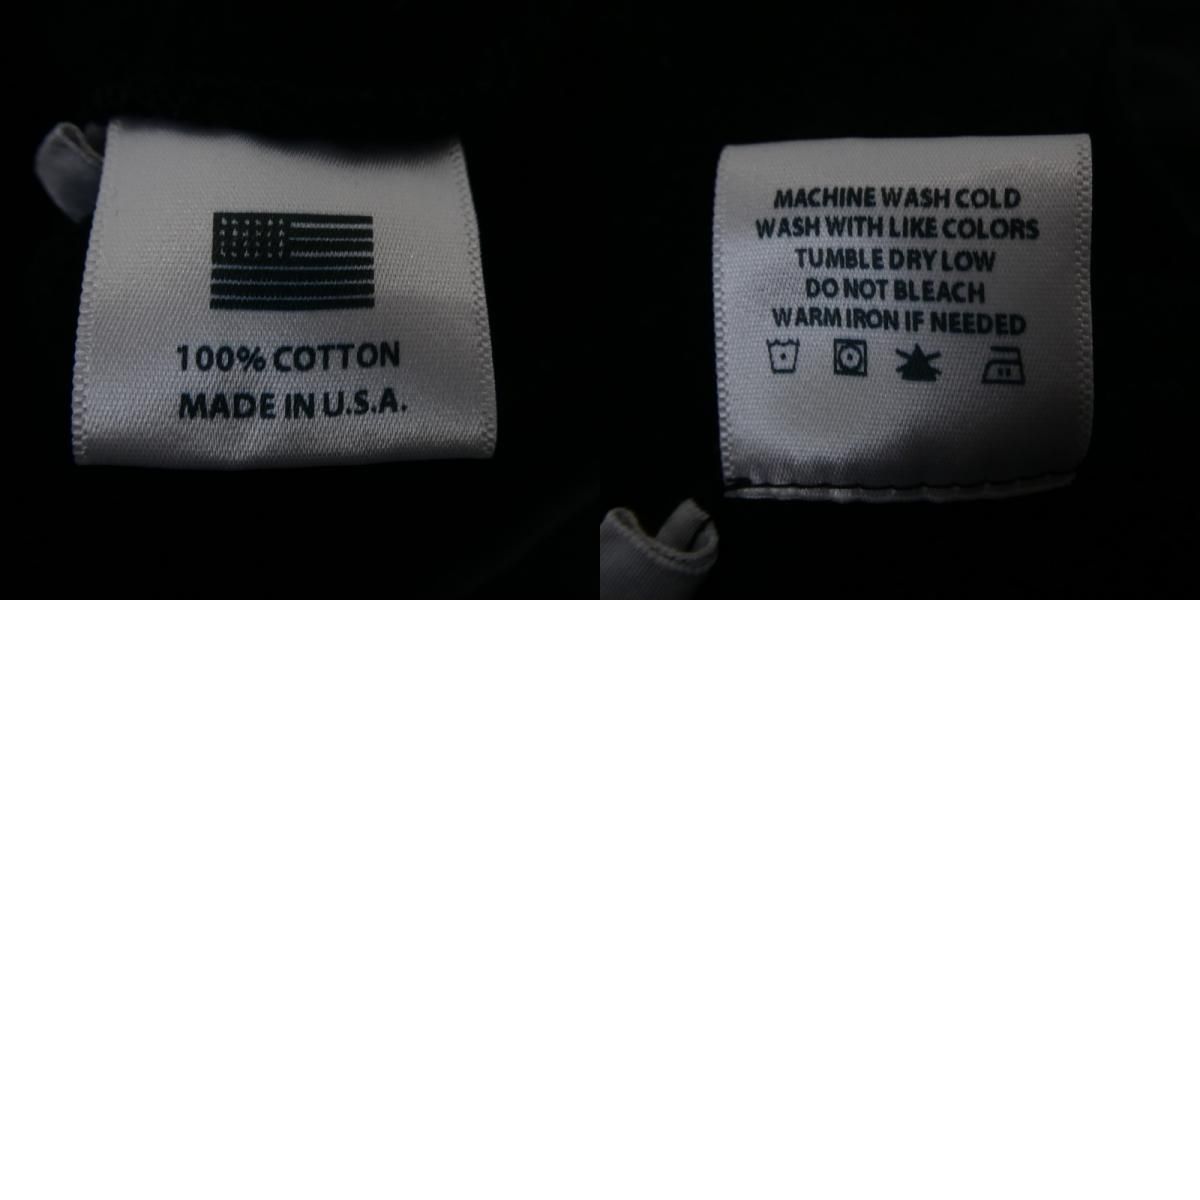 100% COTTON
MADE IN U.S.A.
MACHINE WASH COLD
WASH WITH LIKE COLORS
TUMBLE DRY LOW
DO NOT BLEACH
WARM IRON IF NEEDED